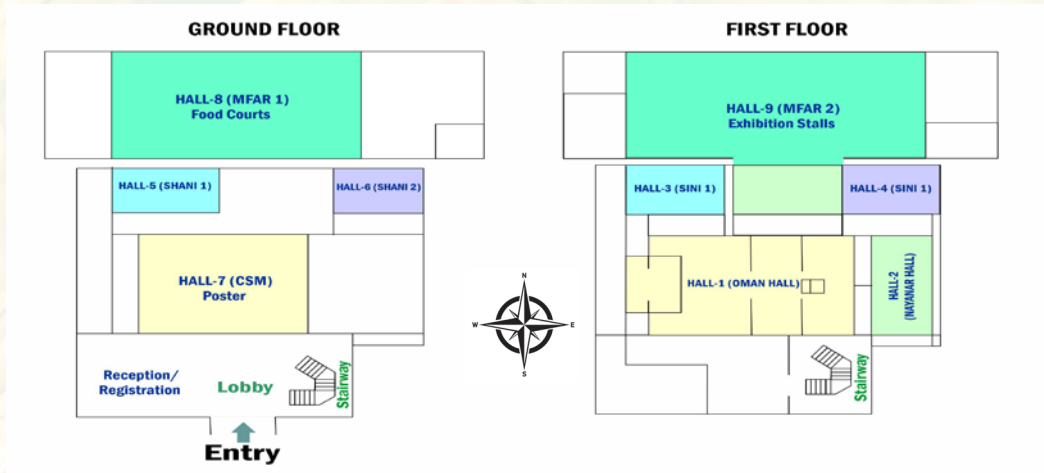 GROUND FLOOR
HALL-8 (MFAR 1)
Food Courts
HALL-5 (SHANI 1)
HALL-6 (SHANI 2)
HALL-7 (CSM)
Poster
Reception/
Registration
Lobby
Stairway
Entry
N
W
E
S
FIRST FLOOR
HALL-9 (MFAR 2)
Exhibition Stalls
HALL-3 (SINI 1)
HALL-4 (SINI 1)
HALL-1 (OMAN HALL)
HALL-2
(NAYANAR HALL)
Stairway